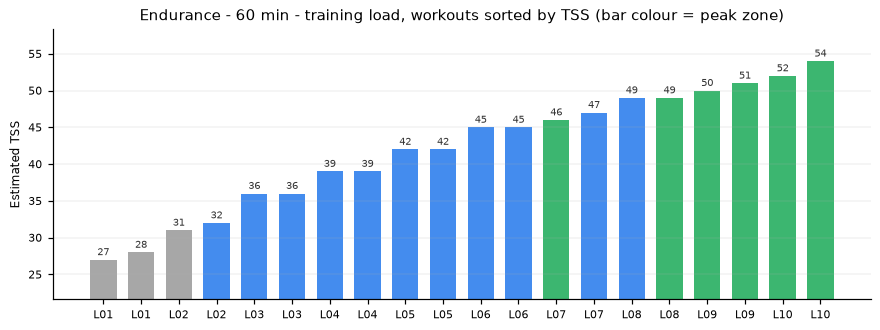 Endurance - 60 min - training load, workouts sorted by TSS (bar colour = peak zone)
Estimated TSS
55
50
45
40
35
30
25
27 28 31 32 36 36 39 39 42 42 45 45 46 47 49 49 50 51 52 54
L01 L01 L02 L02 L03 L03 L04 L04 L05 L05 L06 L06 L07 L07 L08 L08 L09 L09 L10 L10